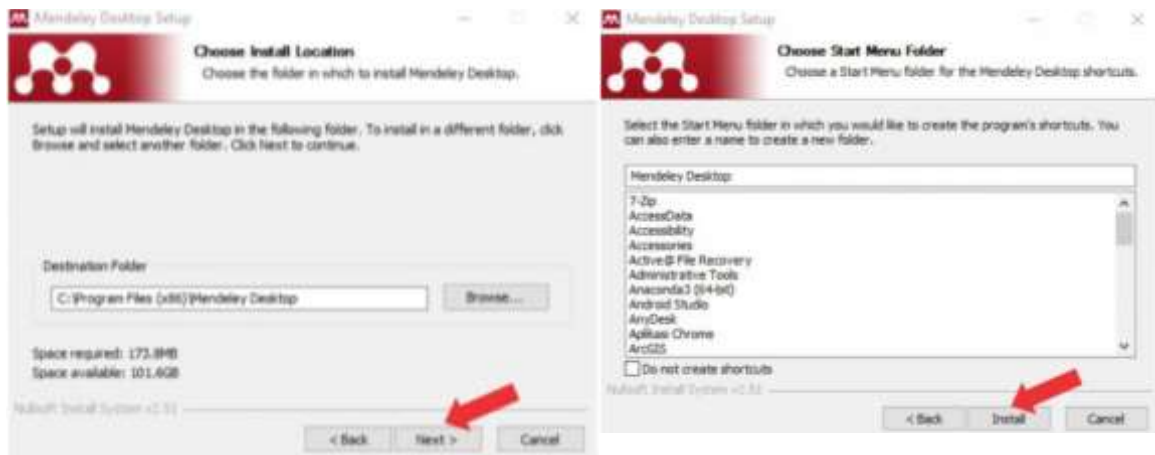 Mendeley Desktop Setup
Choose Install Location
Choose the folder in which to install Mendeley Desktop.
Setup will install Mendeley Desktop in the following folder. To install in a different folder, click
Browse and select another folder. Click Next to continue.
Destination Folder
C:\Program Files (x86)\Mendeley Desktop
Browse...
Space required: 173.8MB
Space available: 101.6GB
Nullsoft Install System v2.51
< Back
Next >
Cancel
Mendeley Desktop Setup
Choose Start Menu Folder
Choose a Start Menu folder for the Mendeley Desktop shortcuts.
Select the Start Menu folder in which you would like to create the program's shortcuts. You
can also enter a name to create a new folder.
Mendeley Desktop
7-Zip
AccessData
Accessibility
Accessories
Active@ File Recovery
Administrative Tools
Anaconda3 (64-bit)
Android Studio
AnyDesk
Aplikasi Chrome
ArcGIS
Do not create shortcuts
Nullsoft Install System v2.51
< Back
Install
Cancel